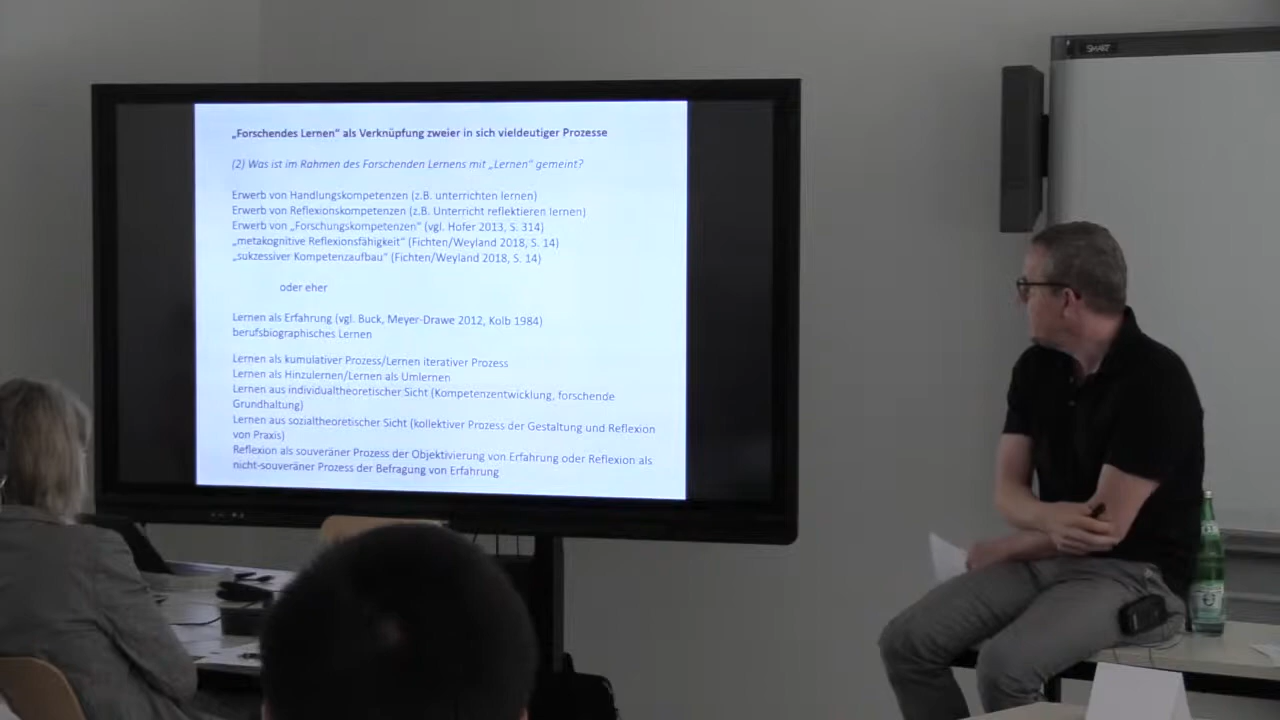 „Forschendes Lernen“ als Verknüpfung zweier in sich vieldeutiger Prozesse
(2) Was ist im Rahmen des Forschenden Lernens mit „Lernen“ gemeint?
Erwerb von Handlungskompetenzen (z.B. unterrichten lernen)
Erwerb von Reflexionskompetenzen (z.B. Unterricht reflektieren lernen)
Erwerb von „Forschungskompetenzen“ (vgl. Hofer 2013, S. 314)
„metakognitive Reflexionsfähigkeit“ (Fichten/Weyland 2018, S. 14)
„sukzessiver Kompetenzaufbau“ (Fichten/Weyland 2018, S. 14)
oder eher
Lernen als Erfahrung (vgl. Buck, Meyer-Drawe 2012, Kolb 1984)
berufsbiographisches Lernen
Lernen als kumulativer Prozess/Lernen iterativer Prozess
Lernen als Hinzulernen/Lernen als Umlernen
Lernen aus individualtheoretischer Sicht (Kompetenzentwicklung, forschende
Grundhaltung)
Lernen aus sozialtheoretischer Sicht (kollektiver Prozess der Gestaltung und Reflexion
von Praxis)
Reflexion als souveräner Prozess der Objektivierung von Erfahrung oder Reflexion als
nicht-souveräner Prozess der Befragung von Erfahrung
SMART